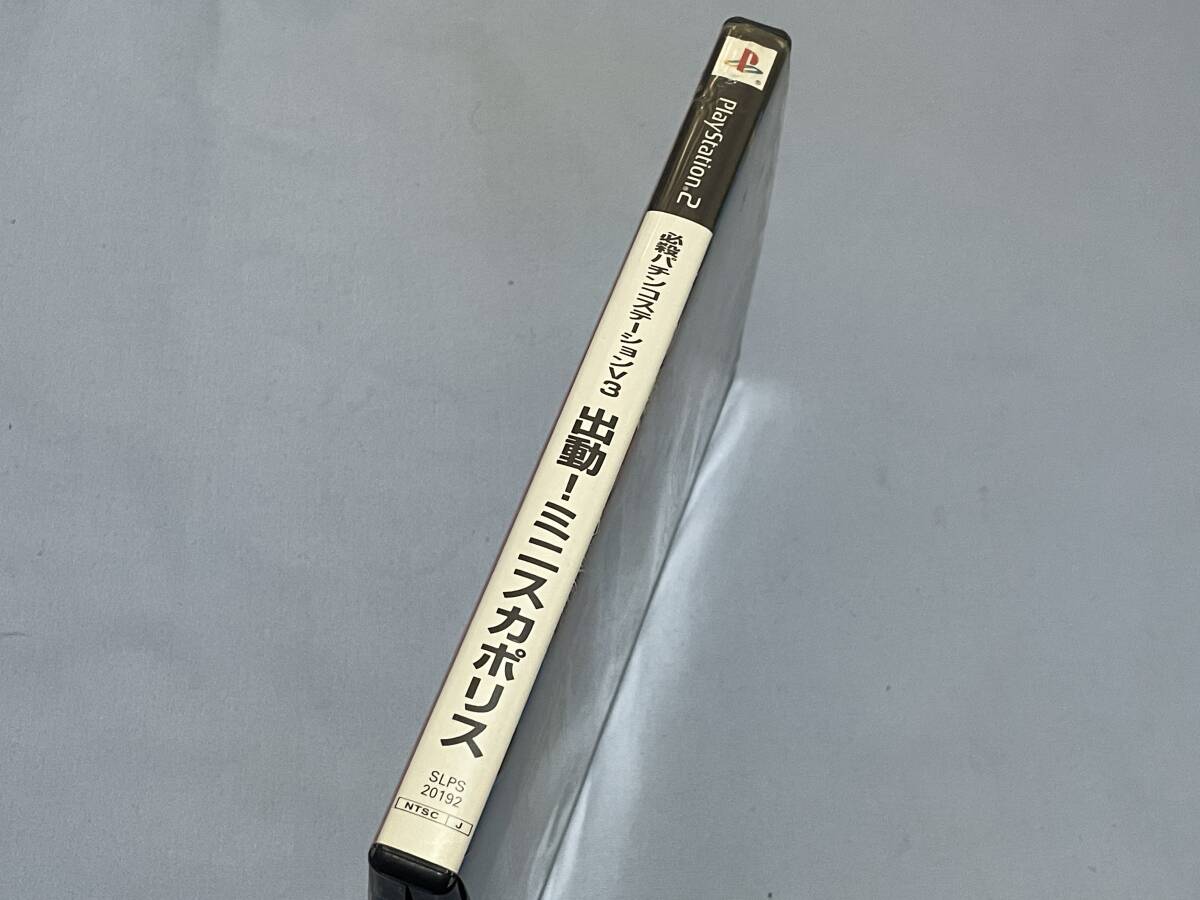 PlayStation®2
必殺パチンコステーションV3
出動！ミニスカポリス
SLPS
20192
NTSC J